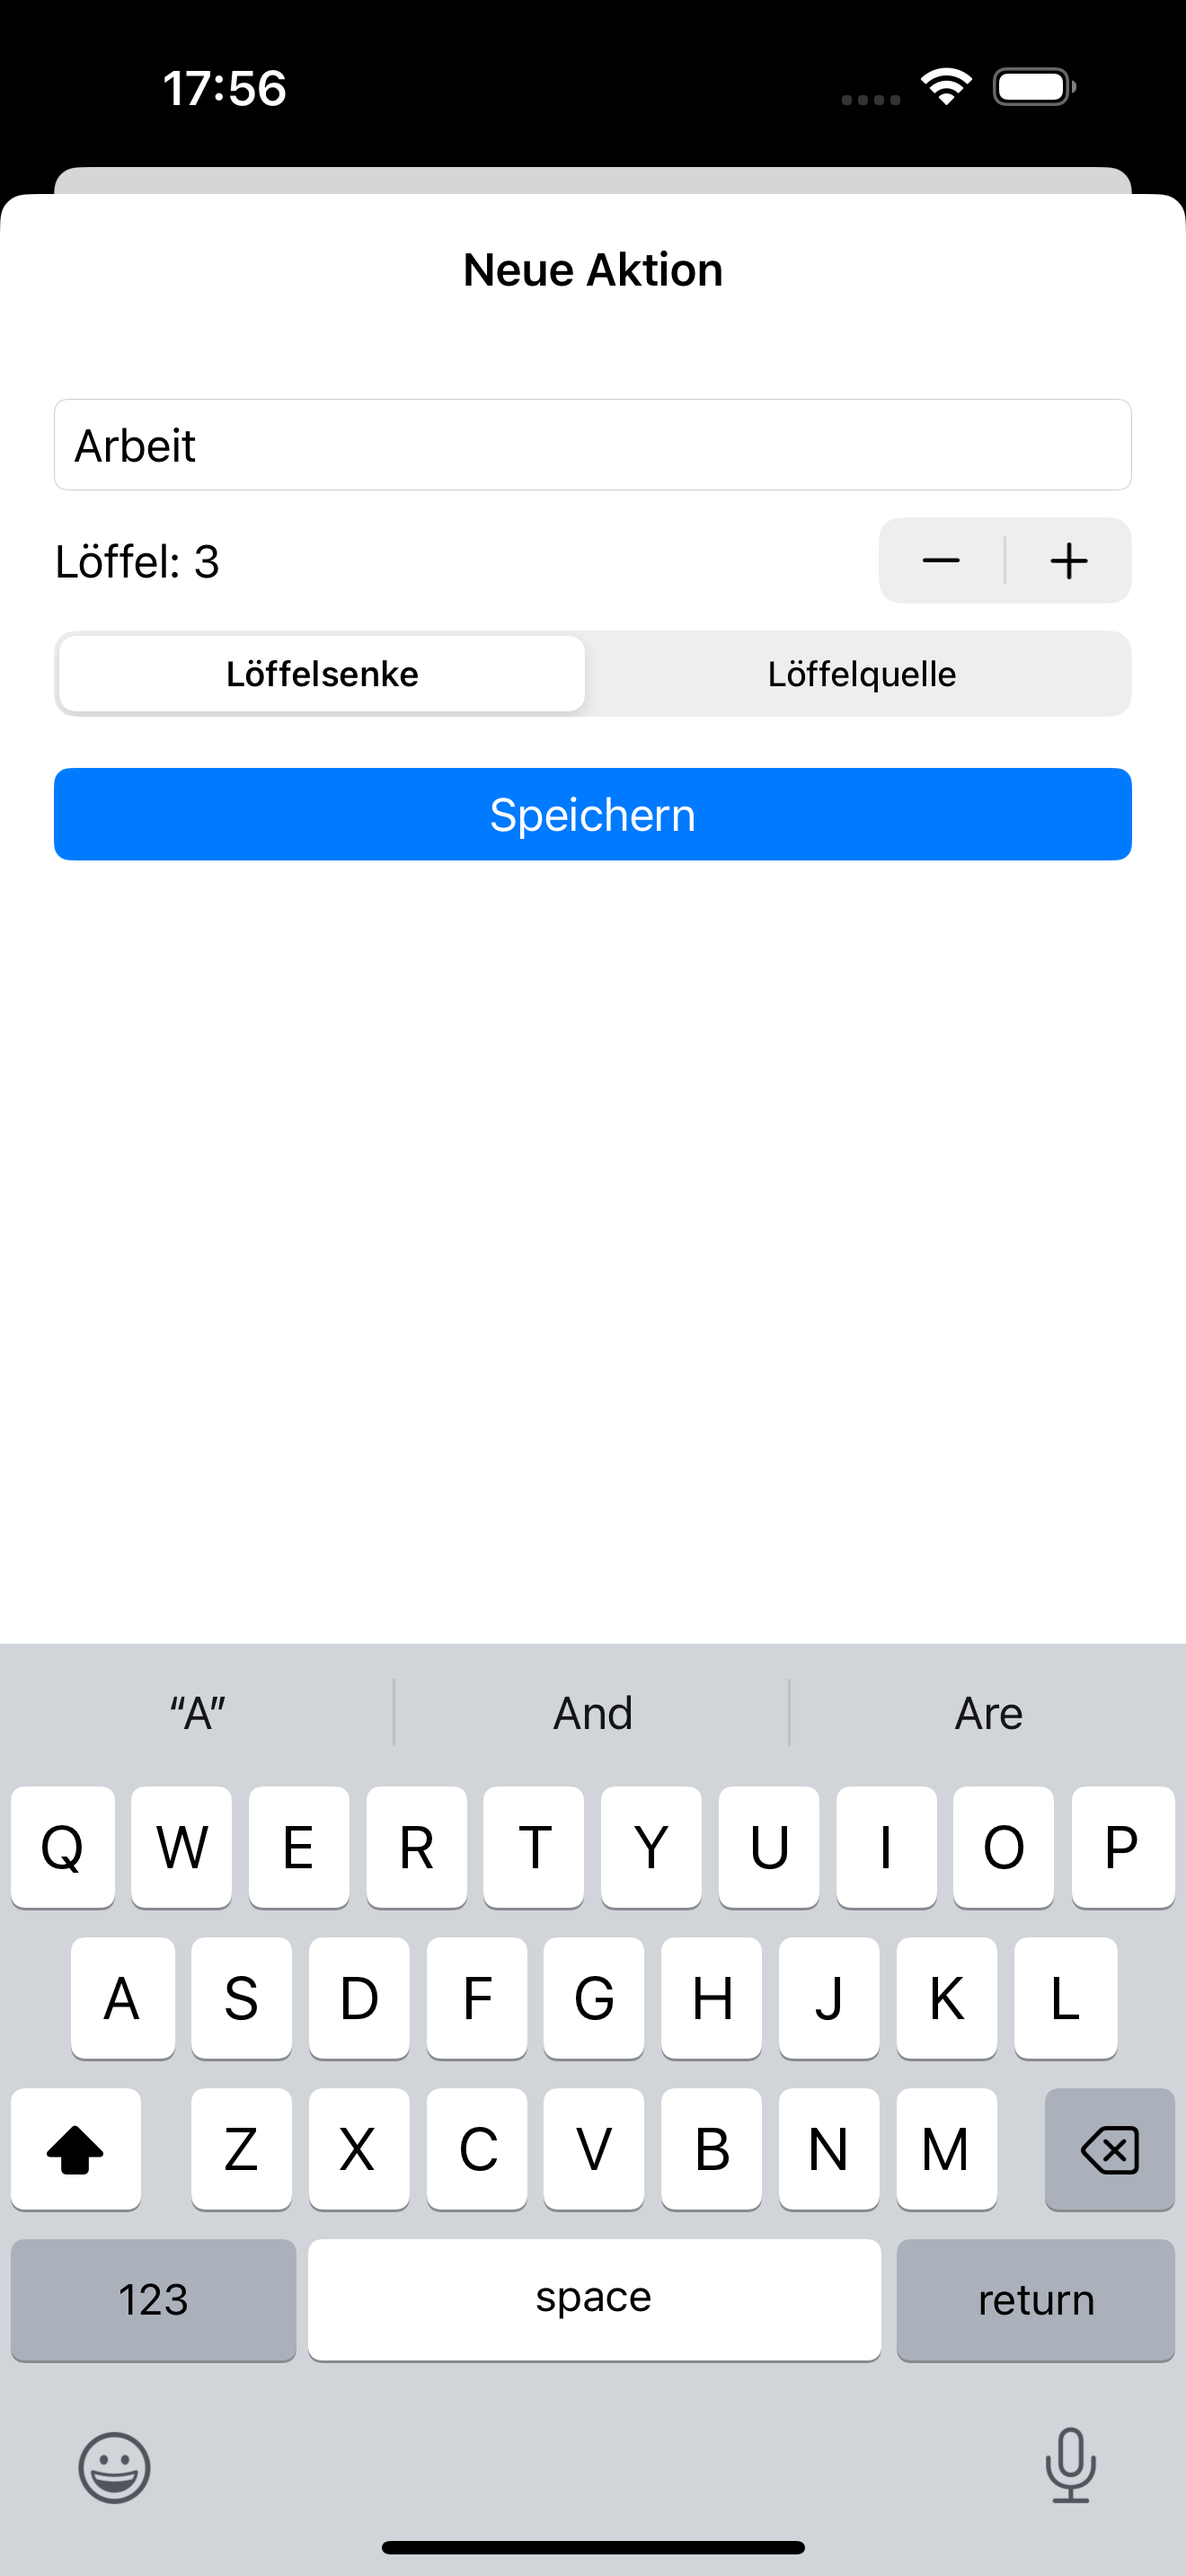 17:56
Neue Aktion
Arbeit
Löffel: 3
Löffelsenke Löffelquelle
Speichern
“A” And Are
Q W E R T Y U I O P
A S D F G H J K L
Z X C V B N M
123 space return